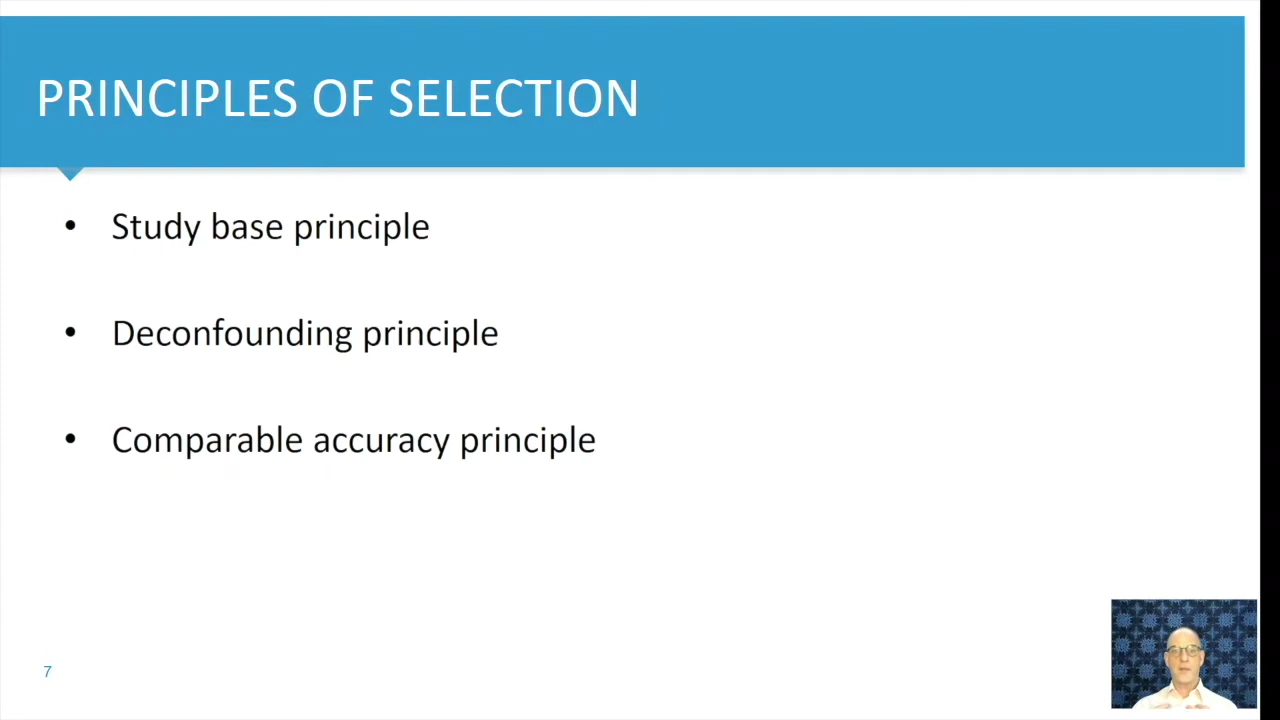 PRINCIPLES OF SELECTION
• Study base principle
• Deconfounding principle
• Comparable accuracy principle
7